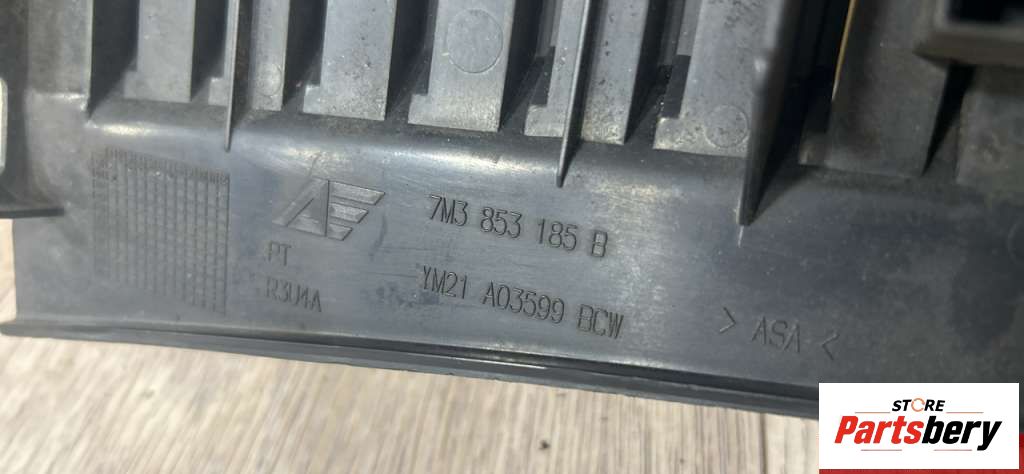 7M3 853 185 B
PT
R3U4A
YM21 A03599 BCW
> ASA <
STORE
Partsbery